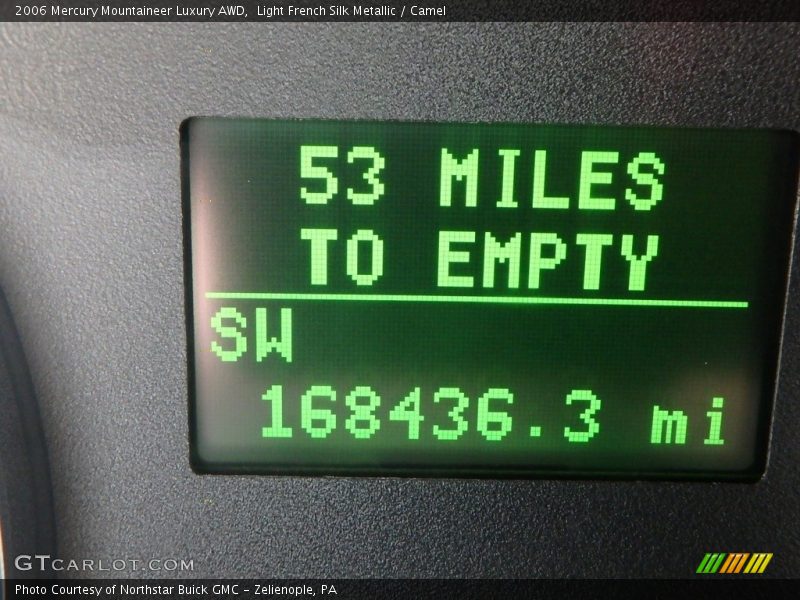 2006 Mercury Mountaineer Luxury AWD,  Light French Silk Metallic / Camel
53 MILES
TO EMPTY
SW
168436.3 mi
GTCARLOT.COM
Photo Courtesy of Northstar Buick GMC - Zelienople, PA